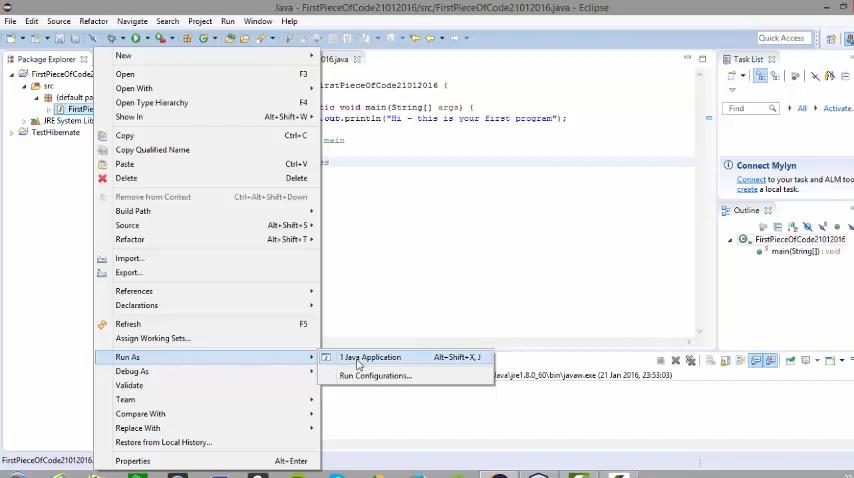 Java - FirstPieceOfCode21012016/src/FirstPieceOfCode21012016.java - Eclipse
File Edit Source Refactor Navigate Search Project Run Window Help
Quick Access
Package Explorer
FirstPieceOfCode2
src
(default pa
FirstPie
JRE System Lib
TestHibernate
New
Open F3
Open With
Open Type Hierarchy F4
Show In Alt+Shift+W
Copy Ctrl+C
Copy Qualified Name
Paste Ctrl+V
Delete Delete
Remove from Context Ctrl+Alt+Shift+Down
Build Path
Source Alt+Shift+S
Refactor Alt+Shift+T
Import...
Export...
References
Declarations
Refresh F5
Assign Working Sets...
Run As
Debug As
Validate
Team
Compare With
Replace With
Restore from Local History...
Properties Alt+Enter
1 Java Application Alt+Shift+X, J
Run Configurations...
016.java
irstPieceOfCode21012016 {
tic void main(String[] args) {
.out.println("Hi - this is your first program");
main
ss
Task List
Find All Activate.
Connect Mylyn
Connect to your task and ALM too
create a local task.
Outline
FirstPieceOfCode21012016
main(String[]) : void
Java\jre1.8.0_60\bin\javaw.exe (21 Jan 2016, 23:53:03)
FirstPieceOfCode21012016.